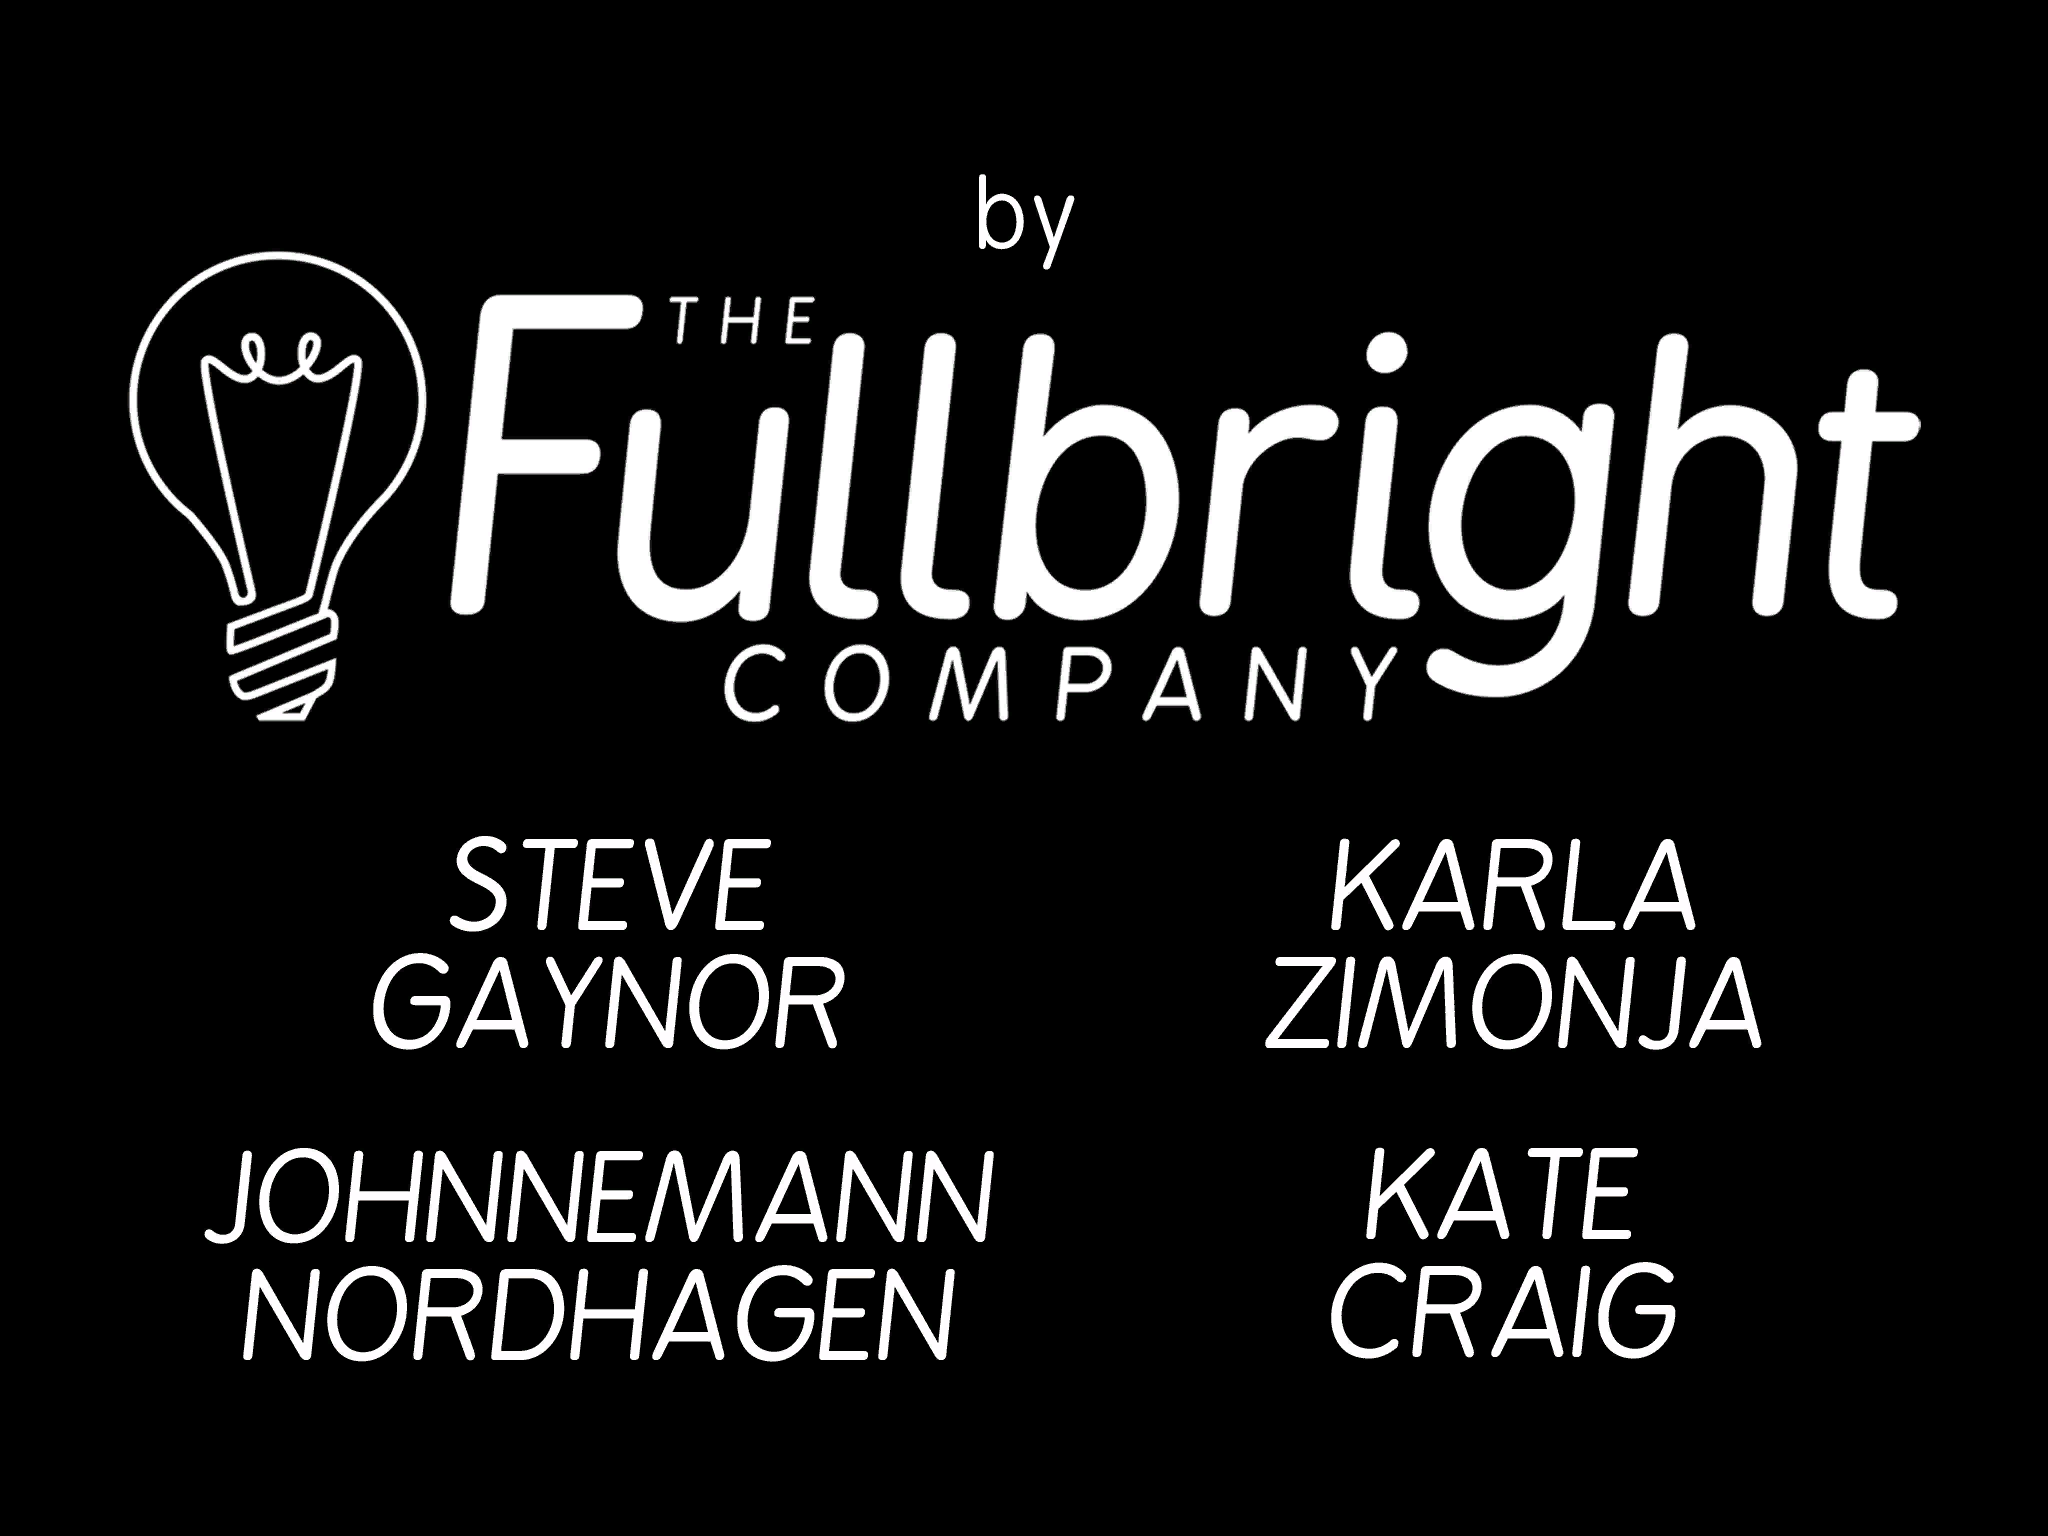 by
THE
Fullbright
COMPANY
STEVE
GAYNOR
KARLA
ZIMONJA
JOHNNEMANN
NORDHAGEN
KATE
CRAIG